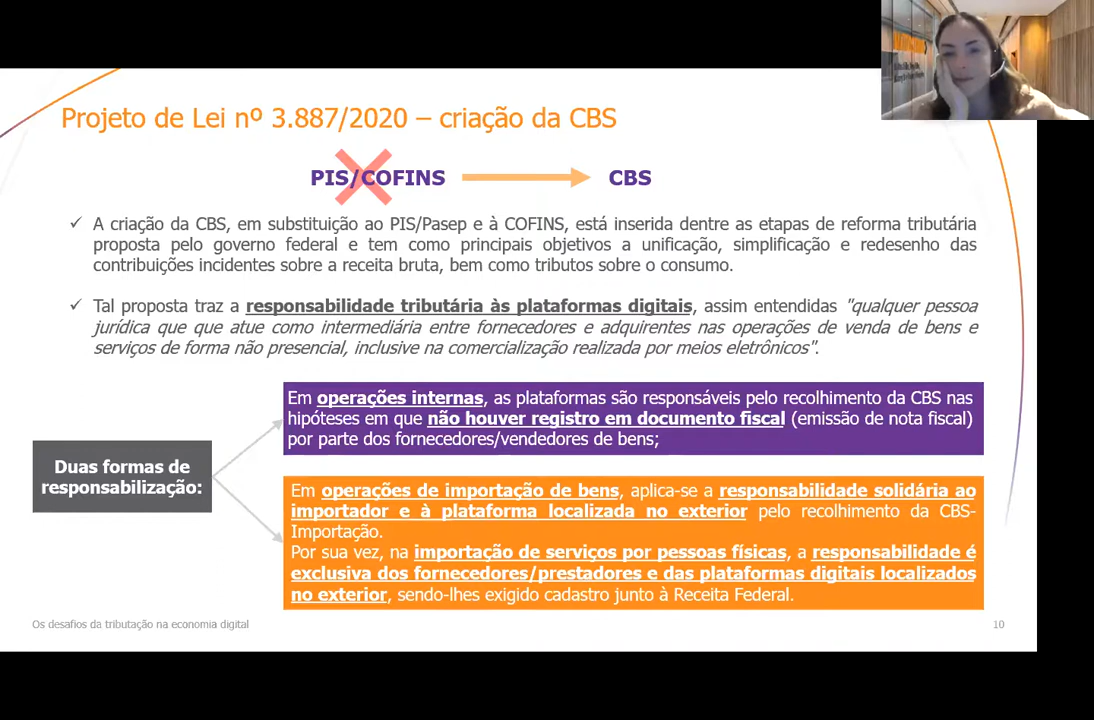 Projeto de Lei nº 3.887/2020 – criação da CBS
PIS/COFINS
CBS
A criação da CBS, em substituição ao PIS/Pasep e à COFINS, está inserida dentre as etapas de reforma tributária
proposta pelo governo federal e tem como principais objetivos a unificação, simplificação e redesenho das
contribuições incidentes sobre a receita bruta, bem como tributos sobre o consumo.
Tal proposta traz a responsabilidade tributária às plataformas digitais, assim entendidas "qualquer pessoa
jurídica que que atue como intermediária entre fornecedores e adquirentes nas operações de venda de bens e
serviços de forma não presencial, inclusive na comercialização realizada por meios eletrônicos".
Em operações internas, as plataformas são responsáveis pelo recolhimento da CBS nas
hipóteses em que não houver registro em documento fiscal (emissão de nota fiscal)
por parte dos fornecedores/vendedores de bens;
Duas formas de
responsabilização:
Em operações de importação de bens, aplica-se a responsabilidade solidária ao
importador e à plataforma localizada no exterior pelo recolhimento da CBS-
Importação.
Por sua vez, na importação de serviços por pessoas físicas, a responsabilidade é
exclusiva dos fornecedores/prestadores e das plataformas digitais localizados
no exterior, sendo-lhes exigido cadastro junto à Receita Federal.
Os desafios da tributação na economia digital
10